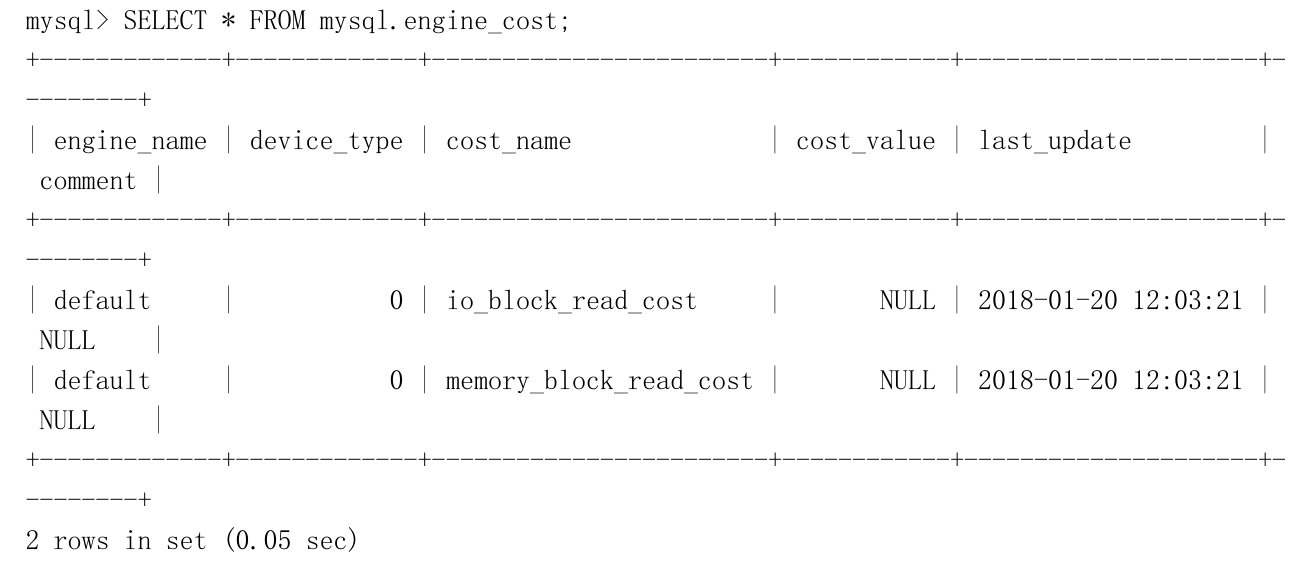 mysql> SELECT * FROM mysql.engine_cost;
+-------------+-------------+------------------------+------------+---------------------+-
--------+
| engine_name | device_type | cost_name              | cost_value | last_update         |
 comment |
+-------------+-------------+------------------------+------------+---------------------+-
--------+
| default     |           0 | io_block_read_cost     |       NULL | 2018-01-20 12:03:21 |
 NULL    |
| default     |           0 | memory_block_read_cost |       NULL | 2018-01-20 12:03:21 |
 NULL    |
+-------------+-------------+------------------------+------------+---------------------+-
--------+
2 rows in set (0.05 sec)